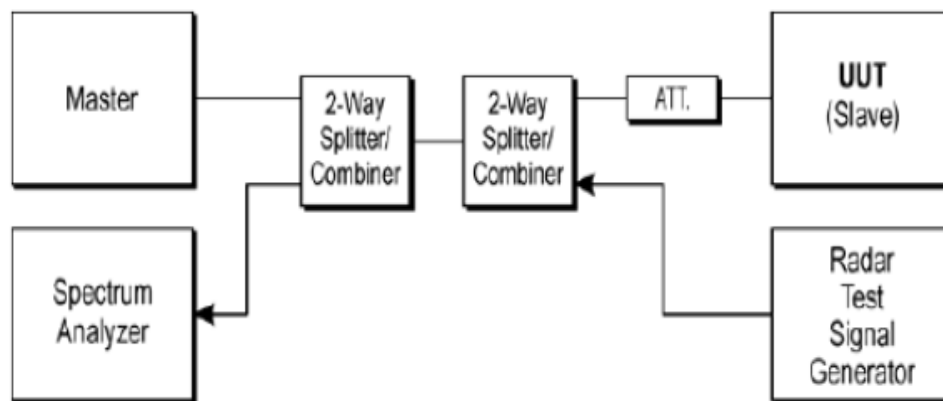 Master
2-Way
Splitter/
Combiner
2-Way
Splitter/
Combiner
ATT.
UUT
(Slave)
Spectrum
Analyzer
Radar
Test
Signal
Generator